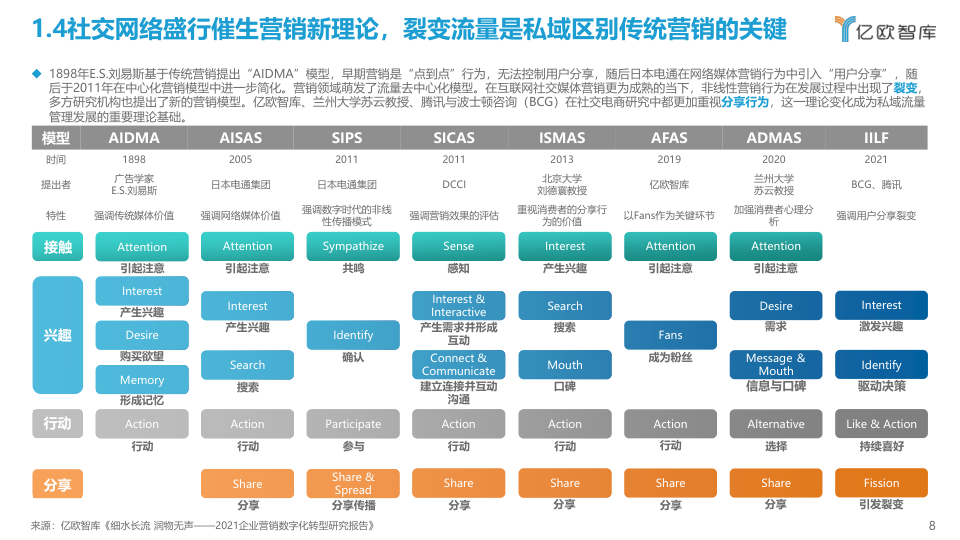 1.4社交网络盛行催生营销新理论，裂变流量是私域区别传统营销的关键
亿欧智库
1898年E.S.刘易斯基于传统营销提出“AIDMA”模型，早期营销是“点到点”行为，无法控制用户分享，随后日本电通在网络媒体营销行为中引入“用户分享”，随
后于2011年在中心化营销模型中进一步简化。营销领域萌发了流量去中心化模型。在互联网社交媒体营销更为成熟的当下，非线性营销行为在发展过程中出现了裂变，
多方研究机构也提出了新的营销模型。亿欧智库、兰州大学苏云教授、腾讯与波士顿咨询（BCG）在社交电商研究中都更加重视分享行为，这一理论变化成为私域流量
管理发展的重要理论基础。
模型 AIDMA AISAS SIPS SICAS ISMAS AFAS ADMAS IILF
时间 1898 2005 2011 2011 2013 2019 2020 2021
提出者 广告学家 E.S.刘易斯 日本电通集团 日本电通集团 DCCI 北京大学 刘德寰教授 亿欧智库 兰州大学 苏云教授 BCG、腾讯
特性 强调传统媒体价值 强调网络媒体价值 强调数字时代的非线性传播模式 强调营销效果的评估 重视消费者的分享行为的价值 以Fans作为关键环节 加强消费者心理分析 强调用户分享裂变
接触 Attention Attention Sympathize Sense Interest Attention Attention
引起注意 引起注意 共鸣 感知 产生兴趣 引起注意 引起注意
兴趣
Interest
产生兴趣
Desire
购买欲望
Memory
形成记忆
Interest
产生兴趣
Search
搜索
Identify
确认
Interest &
Interactive
产生需求并形成
互动
Connect &
Communicate
建立连接并互动
沟通
Search
搜索
Mouth
口碑
Fans
成为粉丝
Desire
需求
Message &
Mouth
信息与口碑
Interest
激发兴趣
Identify
驱动决策
行动 Action Action Participate Action Action Action Alternative Like & Action
行动 行动 参与 行动 行动 行动 选择 持续喜好
分享 Share Share & Spread Share Share Share Share Fission
分享 分享传播 分享 分享 分享 分享 引发裂变
来源：亿欧智库《细水长流 润物无声——2021企业营销数字化转型研究报告》
8